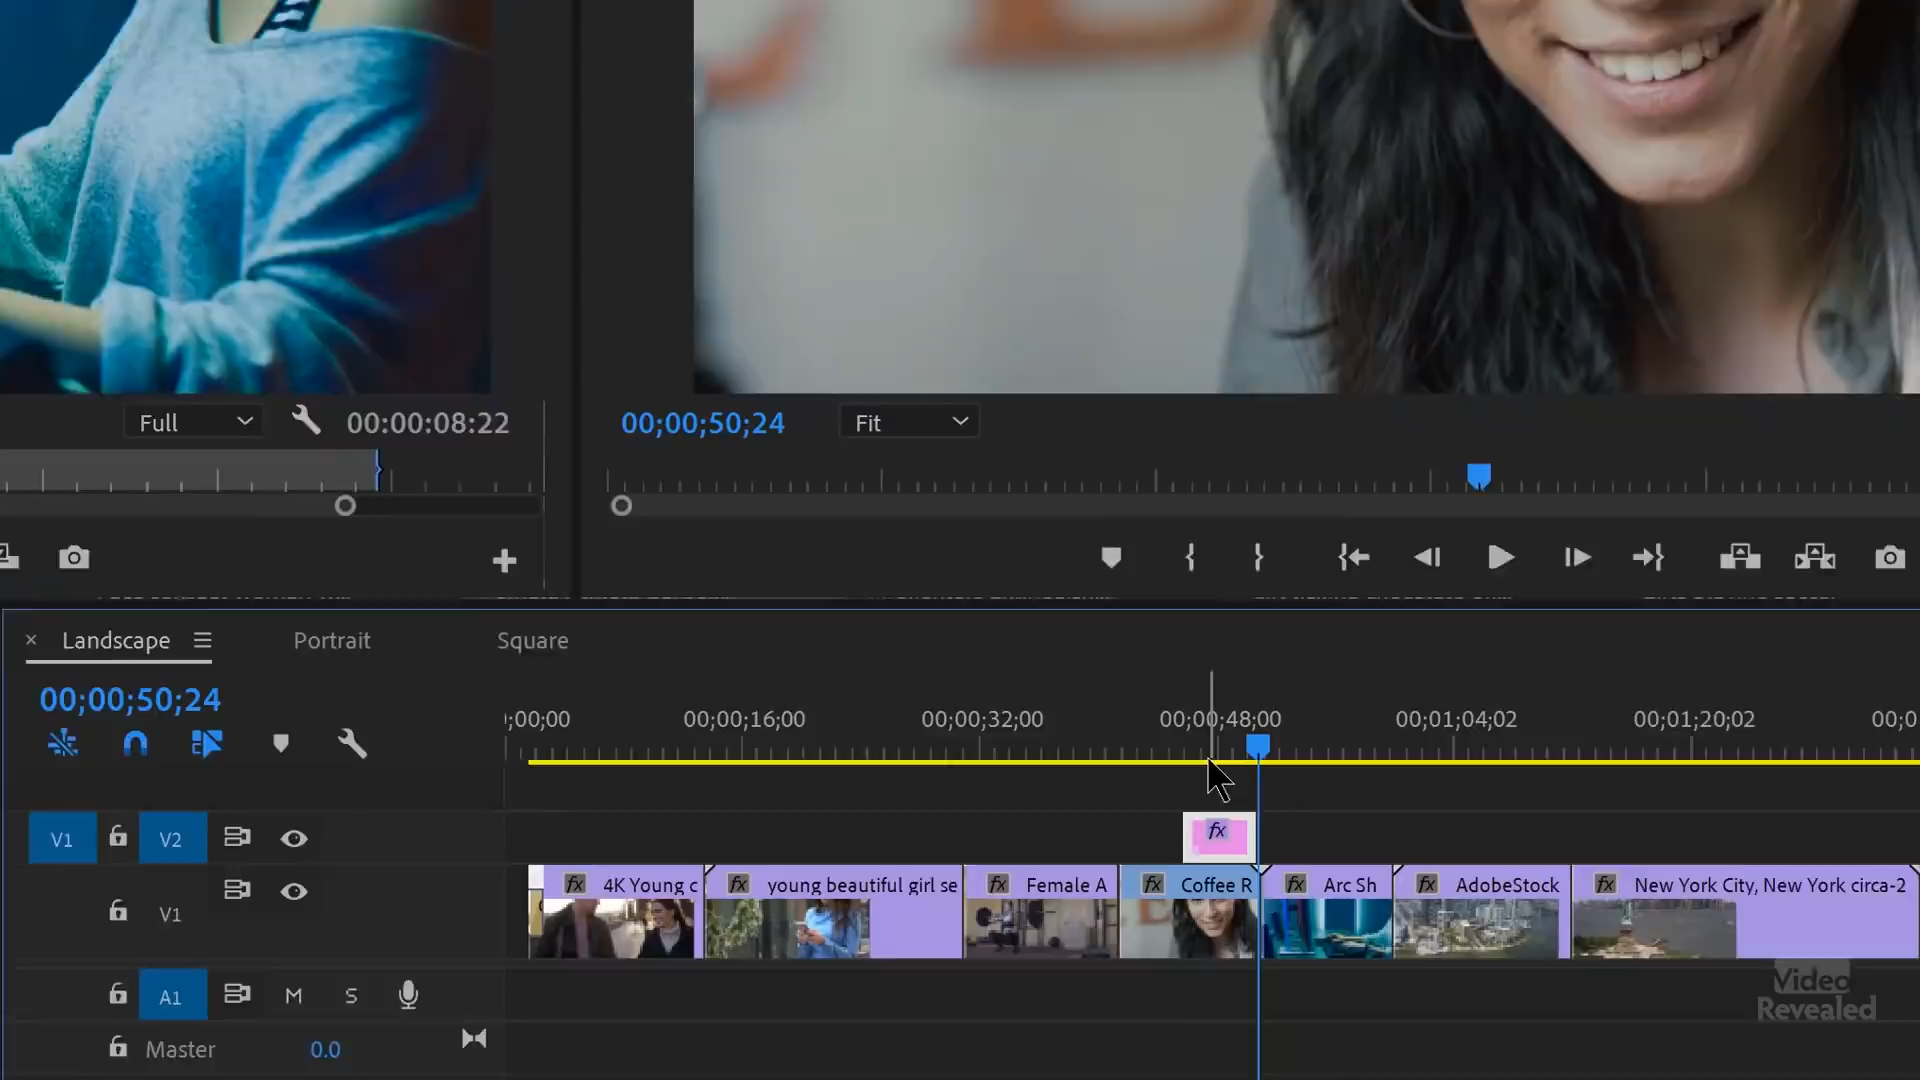 Full
00:00:08:22
00;00;50;24
Fit
Landscape
Portrait
Square
00;00;50;24
;00;00
00;00;16;00
00;00;32;00
00;00;48;00
00;01;04;02
00;01;20;02
00;0
fx
V1
V2
fx
4K Young c
fx
young beautiful girl se
fx
Female A
fx
Coffee R
fx
Arc Sh
fx
AdobeStock
fx
New York City, New York circa-2
V1
A1
M
S
Master
0.0
Video
Revealed